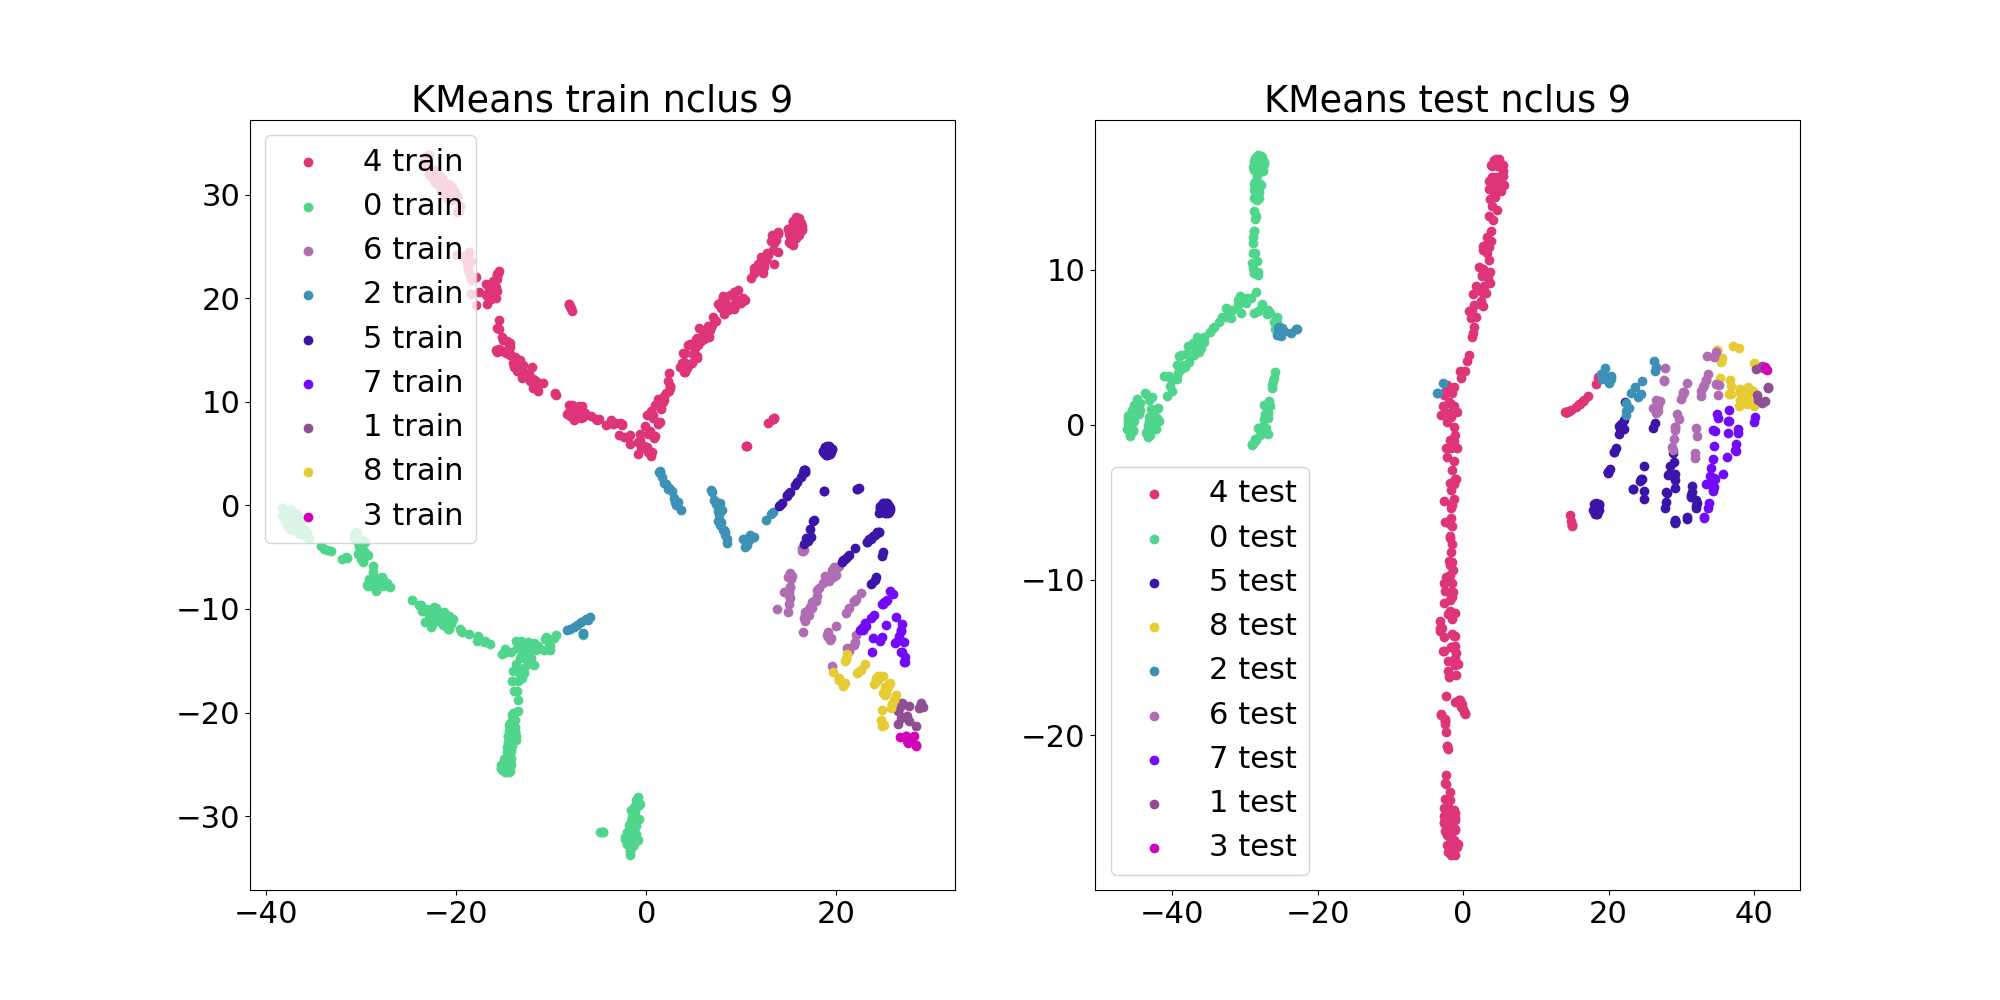 KMeans train nclus 9
30
20
10
0
−10
−20
−30
−40
−20
0
20
4 train
0 train
6 train
2 train
5 train
7 train
1 train
8 train
3 train
KMeans test nclus 9
10
0
−10
−20
−40
−20
0
20
40
4 test
0 test
5 test
8 test
2 test
6 test
7 test
1 test
3 test